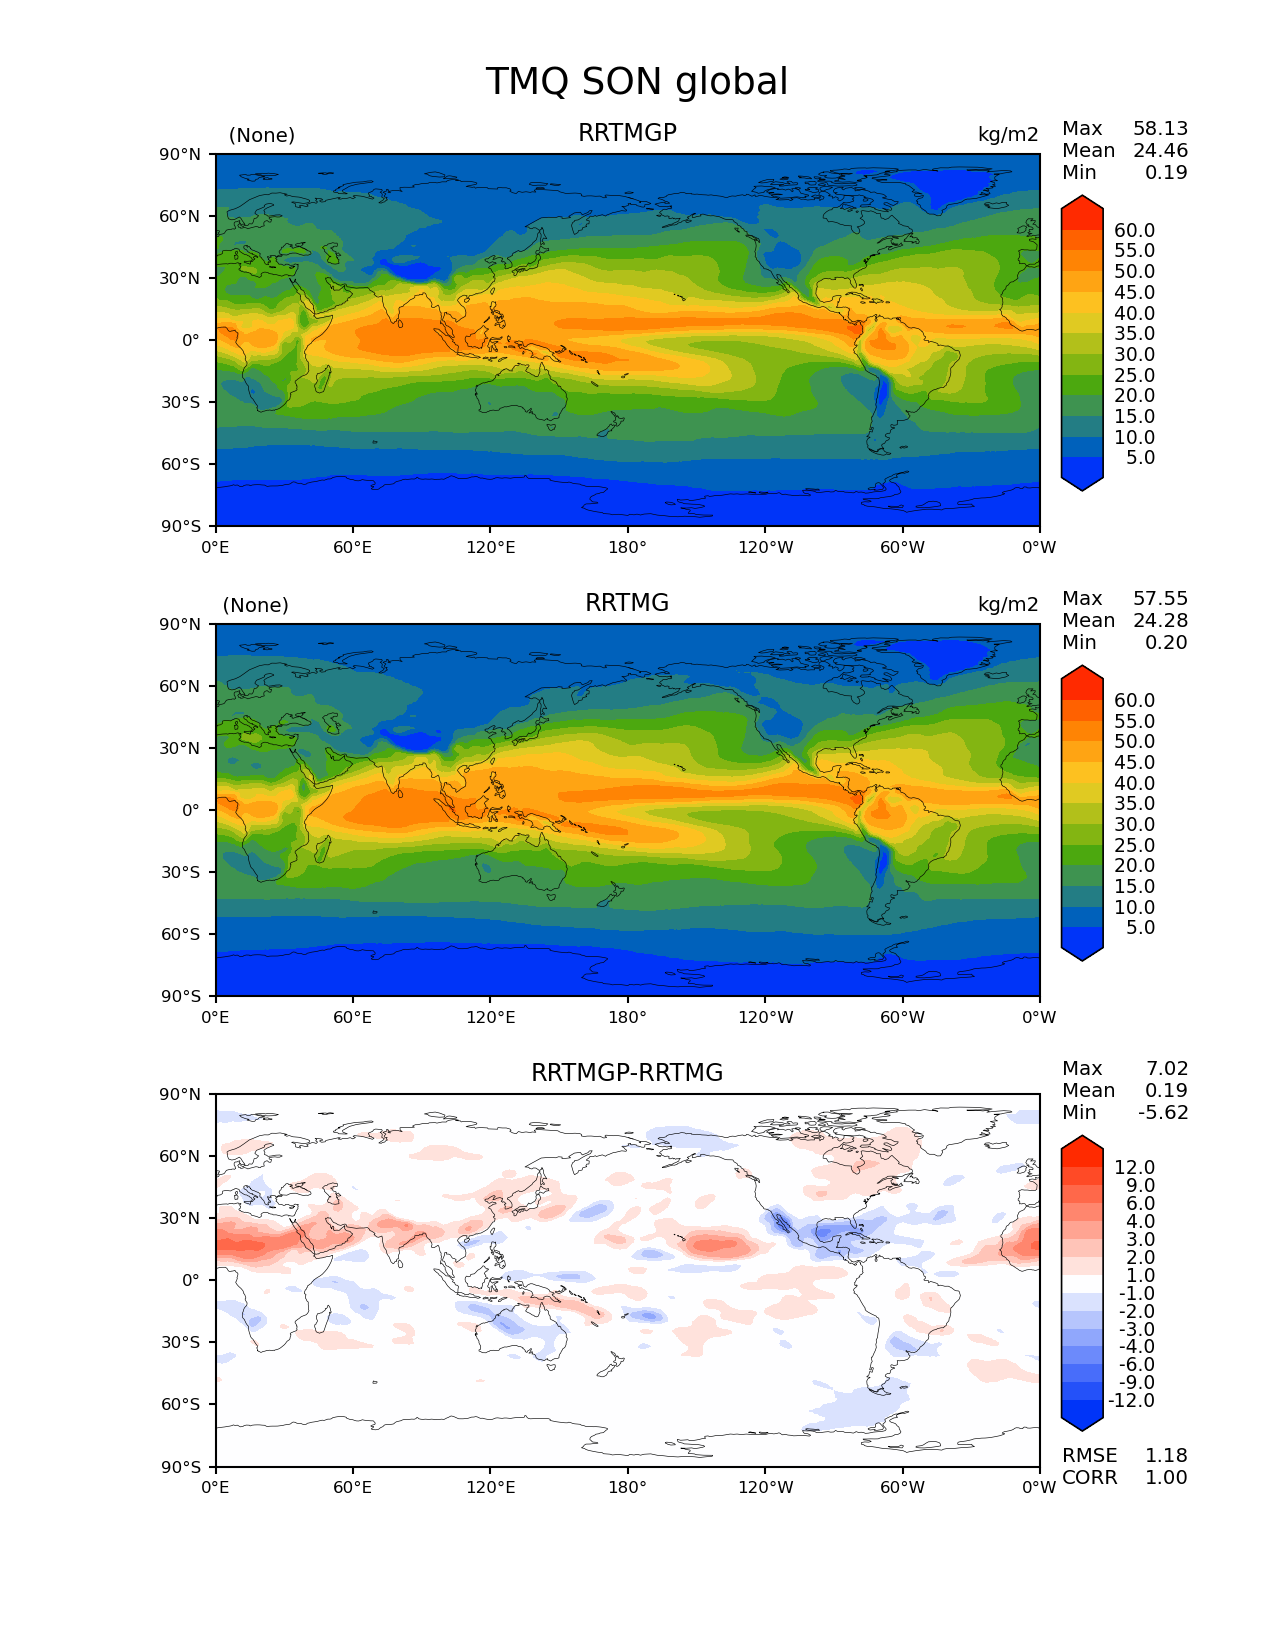 TMQ SON global
(None) RRTMGP kg/m2
Max 58.13
Mean 24.46
Min 0.19
90°N
60°N
30°N
0°
30°S
60°S
90°S
0°E 60°E 120°E 180° 120°W 60°W 0°W
60.0
55.0
50.0
45.0
40.0
35.0
30.0
25.0
20.0
15.0
10.0
5.0
(None) RRTMG kg/m2
Max 57.55
Mean 24.28
Min 0.20
90°N
60°N
30°N
0°
30°S
60°S
90°S
0°E 60°E 120°E 180° 120°W 60°W 0°W
60.0
55.0
50.0
45.0
40.0
35.0
30.0
25.0
20.0
15.0
10.0
5.0
RRTMGP-RRTMG
Max 7.02
Mean 0.19
Min -5.62
90°N
60°N
30°N
0°
30°S
60°S
90°S
0°E 60°E 120°E 180° 120°W 60°W 0°W
12.0
9.0
6.0
4.0
3.0
2.0
1.0
-1.0
-2.0
-3.0
-4.0
-6.0
-9.0
-12.0
RMSE 1.18
CORR 1.00